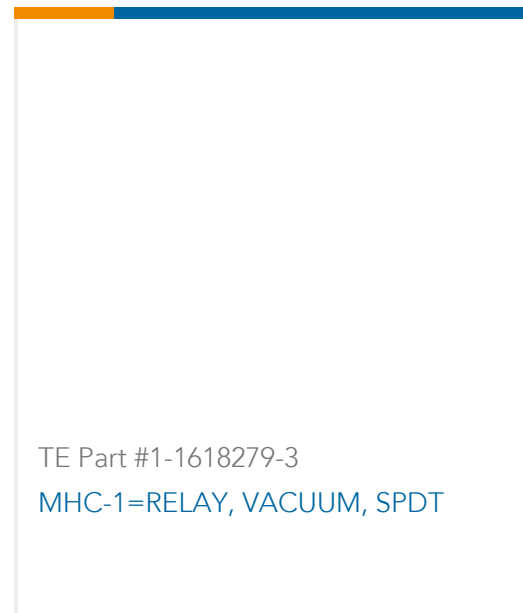 TE Part #1-1618279-3
MHC-1=RELAY, VACUUM, SPDT